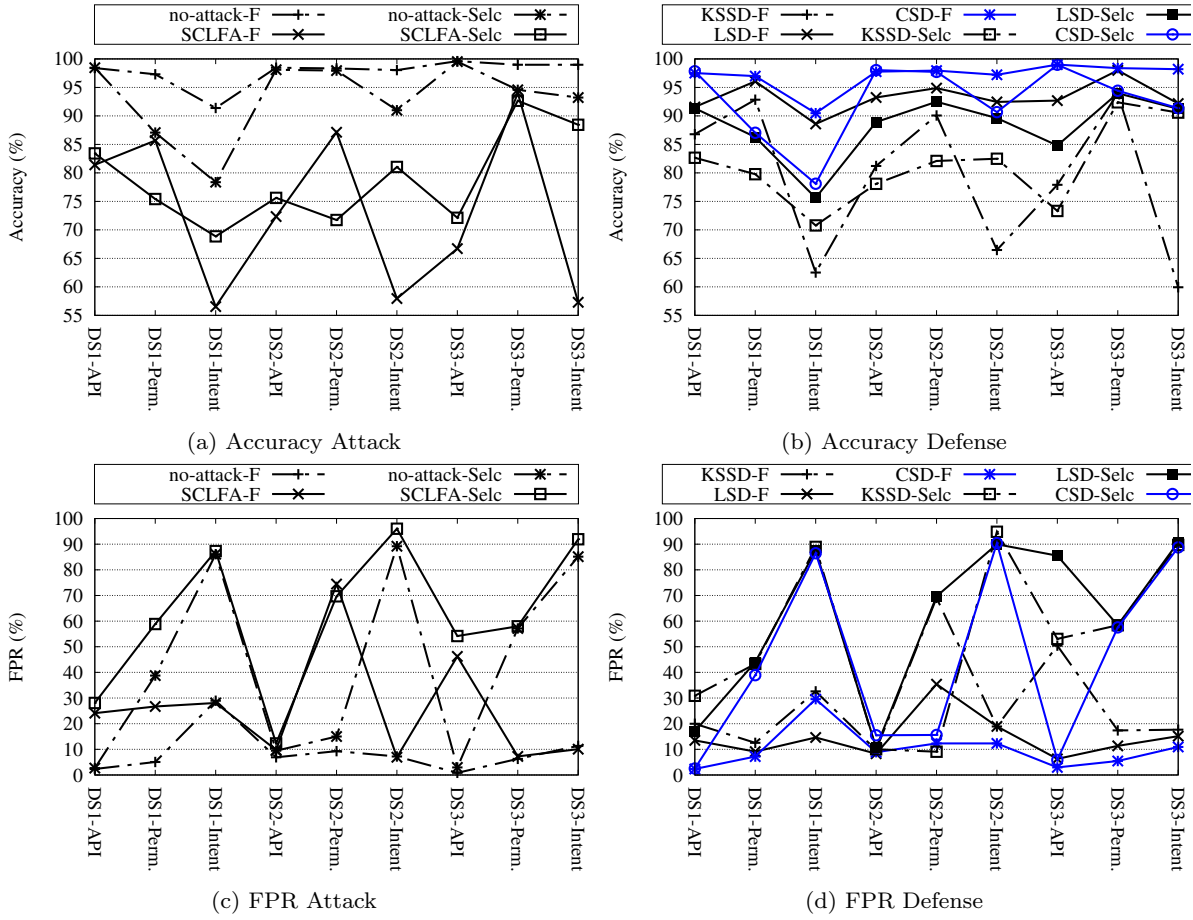 no-attack-F no-attack-Selc
SCLFA-F SCLFA-Selc
Accuracy (%)
100
95
90
85
80
75
70
65
60
55
DS1-API
DS1-Perm.
DS1-Intent
DS2-API
DS2-Perm.
DS2-Intent
DS3-API
DS3-Perm.
DS3-Intent
(a) Accuracy Attack
KSSD-F CSD-F LSD-Selc
LSD-F KSSD-Selc CSD-Selc
Accuracy (%)
100
95
90
85
80
75
70
65
60
55
DS1-API
DS1-Perm.
DS1-Intent
DS2-API
DS2-Perm.
DS2-Intent
DS3-API
DS3-Perm.
DS3-Intent
(b) Accuracy Defense
no-attack-F no-attack-Selc
SCLFA-F SCLFA-Selc
FPR (%)
100
90
80
70
60
50
40
30
20
10
0
DS1-API
DS1-Perm.
DS1-Intent
DS2-API
DS2-Perm.
DS2-Intent
DS3-API
DS3-Perm.
DS3-Intent
(c) FPR Attack
KSSD-F CSD-F LSD-Selc
LSD-F KSSD-Selc CSD-Selc
FPR (%)
100
90
80
70
60
50
40
30
20
10
0
DS1-API
DS1-Perm.
DS1-Intent
DS2-API
DS2-Perm.
DS2-Intent
DS3-API
DS3-Perm.
DS3-Intent
(d) FPR Defense